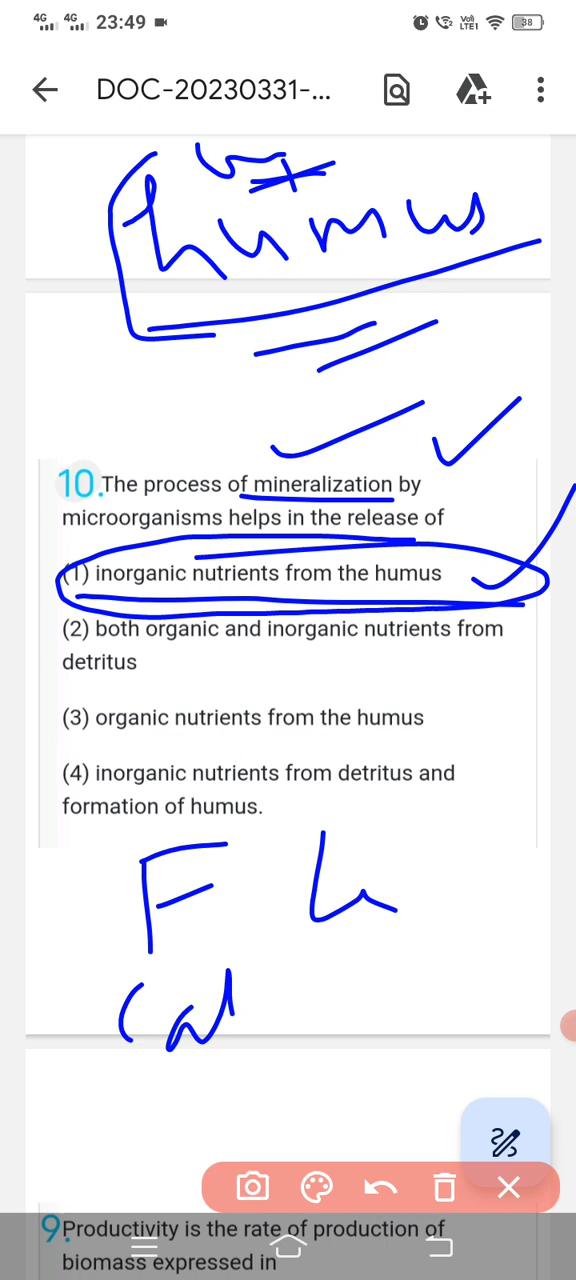 4G 4G 23:49 Vo) LTE1 38
DOC-20230331-...
humus
10.The process of mineralization by
microorganisms helps in the release of
(1) inorganic nutrients from the humus
(2) both organic and inorganic nutrients from
detritus
(3) organic nutrients from the humus
(4) inorganic nutrients from detritus and
formation of humus.
F L
Cal
9.Productivity is the rate of production of
biomass expressed in